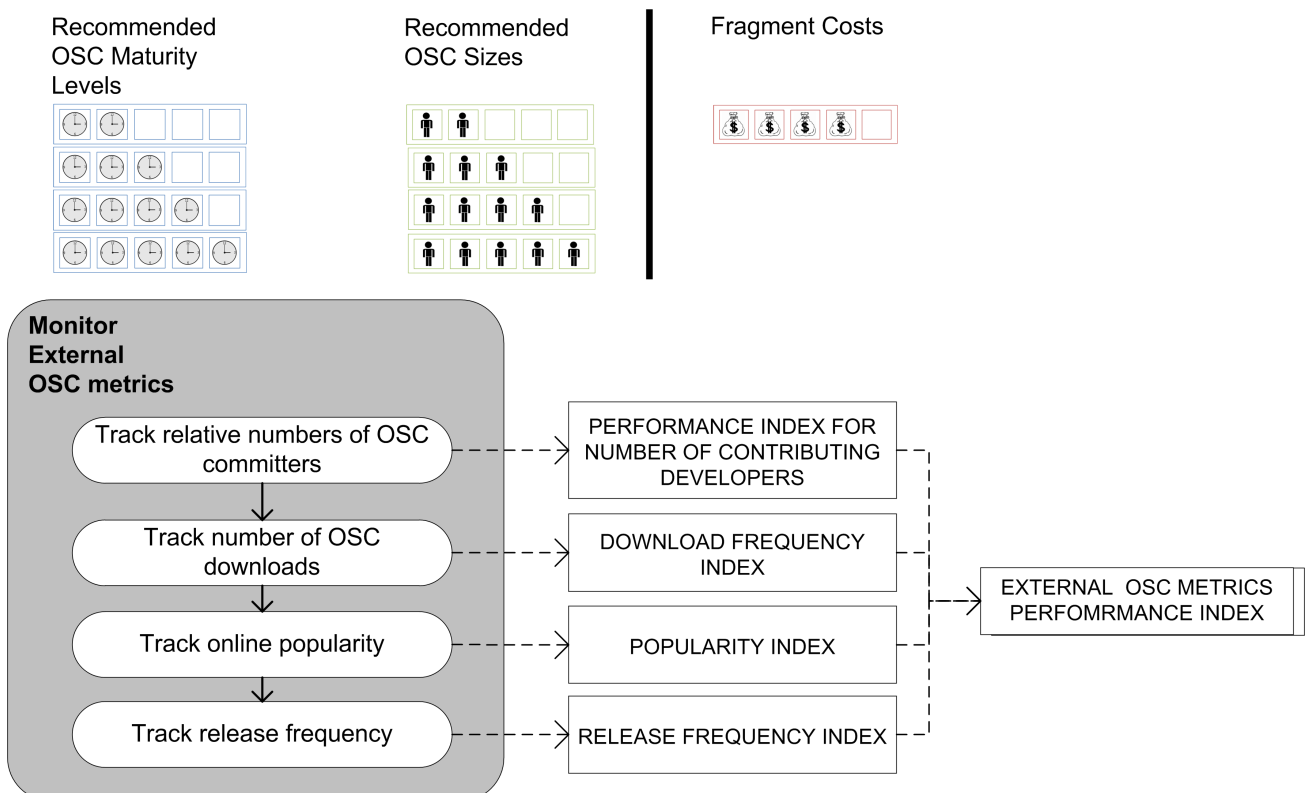 Recommended
OSC Maturity
Levels
Recommended
OSC Sizes
Fragment Costs
$ $ $ $
Monitor
External
OSC metrics
Track relative numbers of OSC
committers
PERFORMANCE INDEX FOR
NUMBER OF CONTRIBUTING
DEVELOPERS
Track number of OSC
downloads
DOWNLOAD FREQUENCY
INDEX
EXTERNAL OSC METRICS
PERFOMRMANCE INDEX
Track online popularity
POPULARITY INDEX
Track release frequency
RELEASE FREQUENCY INDEX